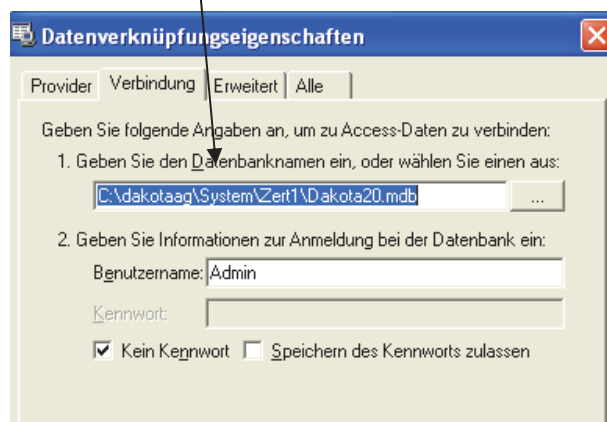 Datenverknüpfungseigenschaften
Provider Verbindung Erweitert Alle
Geben Sie folgende Angaben an, um zu Access-Daten zu verbinden:
1. Geben Sie den Datenbanknamen ein, oder wählen Sie einen aus:
C:\dakotaag\System\Zert1\Dakota20.mdb ...
2. Geben Sie Informationen zur Anmeldung bei der Datenbank ein:
Benutzername: Admin
Kennwort:
Kein Kennwort Speichern des Kennworts zulassen